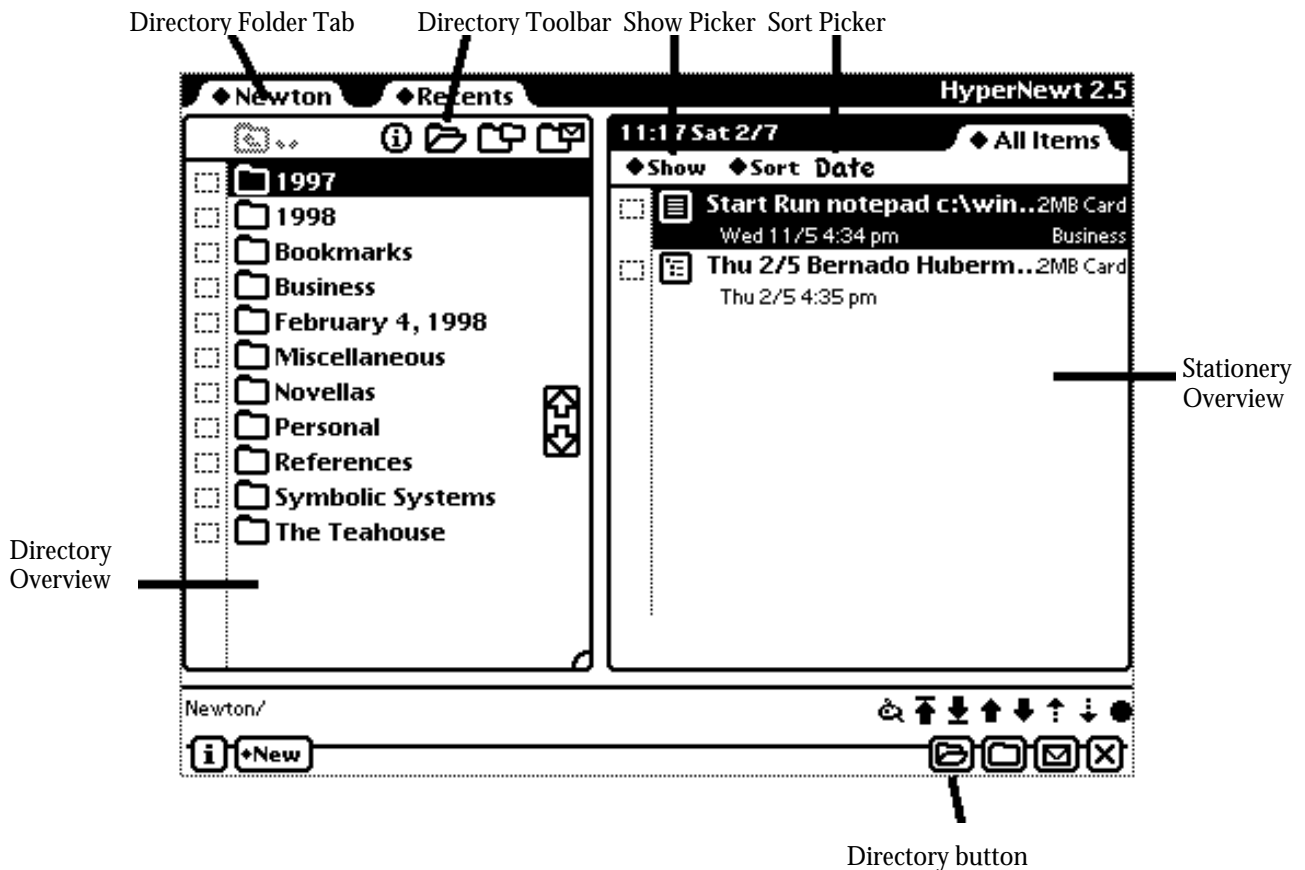 Directory Folder Tab
Directory Toolbar
Show Picker
Sort Picker
◆Newton
◆Recents
HyperNewt 2.5
..
1997
1998
Bookmarks
Business
February 4, 1998
Miscellaneous
Novellas
Personal
References
Symbolic Systems
The Teahouse
11:17 Sat 2/7
◆ All Items
◆Show ◆Sort Date
Start Run notepad c:\win..2MB Card
Wed 11/5 4:34 pm Business
Thu 2/5 Bernado Huberm..2MB Card
Thu 2/5 4:35 pm
Stationery
Overview
Directory
Overview
Newton/
i ◆New
Directory button